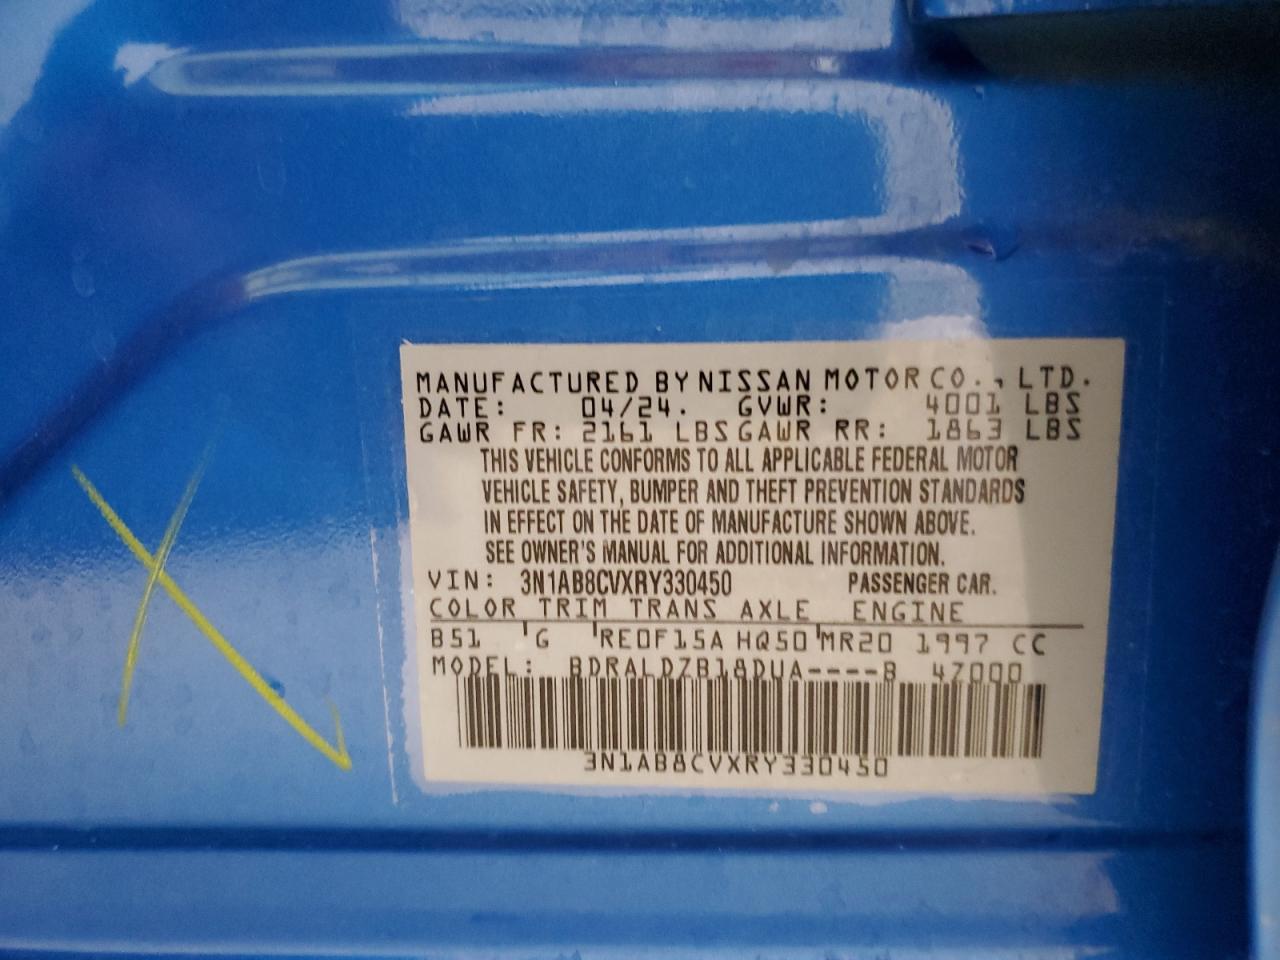 MANUFACTURED BY NISSAN MOTOR CO., LTD.
DATE: 04/24. GVWR: 4001 LBS
GAWR FR: 2161 LBS GAWR RR: 1863 LBS
THIS VEHICLE CONFORMS TO ALL APPLICABLE FEDERAL MOTOR
VEHICLE SAFETY, BUMPER AND THEFT PREVENTION STANDARDS
IN EFFECT ON THE DATE OF MANUFACTURE SHOWN ABOVE.
SEE OWNER'S MANUAL FOR ADDITIONAL INFORMATION.
VIN: 3N1AB8CVXRY330450 PASSENGER CAR.
COLOR TRIM TRANS AXLE ENGINE
B51 G RE0F15A HQ50 MR20 1997 CC
MODEL: BDRALDZB18DUA----B 47000
3N1AB8CVXRY330450